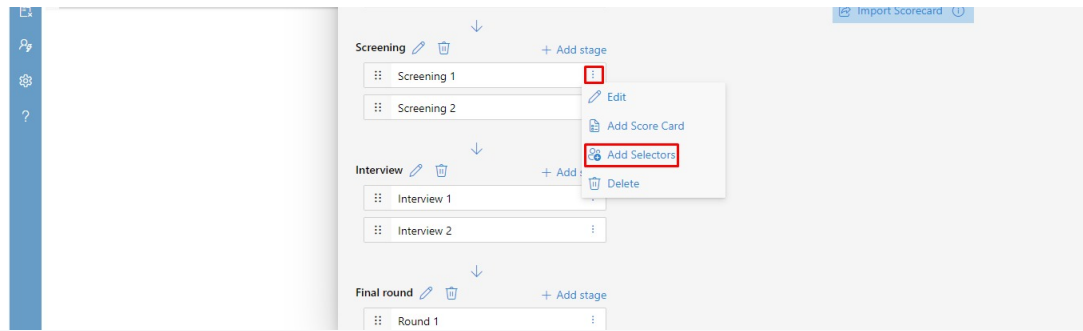 Import Scorecard
Screening
+ Add stage
Screening 1
Edit
Screening 2
Add Score Card
Add Selectors
Interview
+ Add
Delete
Interview 1
Interview 2
Final round
+ Add stage
Round 1